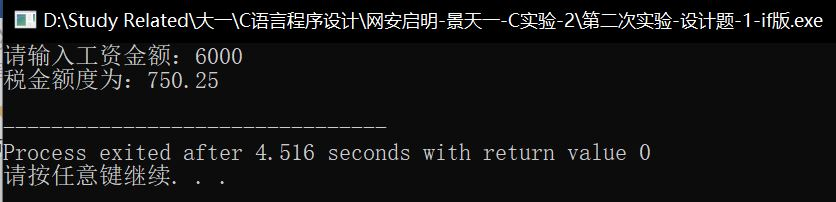 D:\Study Related\大一\C语言程序设计\网安启明-景天一-C实验-2\第二次实验-设计题-1-if版.exe
请输入工资金额：6000
税金额度为：750.25
--------------------------------
Process exited after 4.516 seconds with return value 0
请按任意键继续. . .